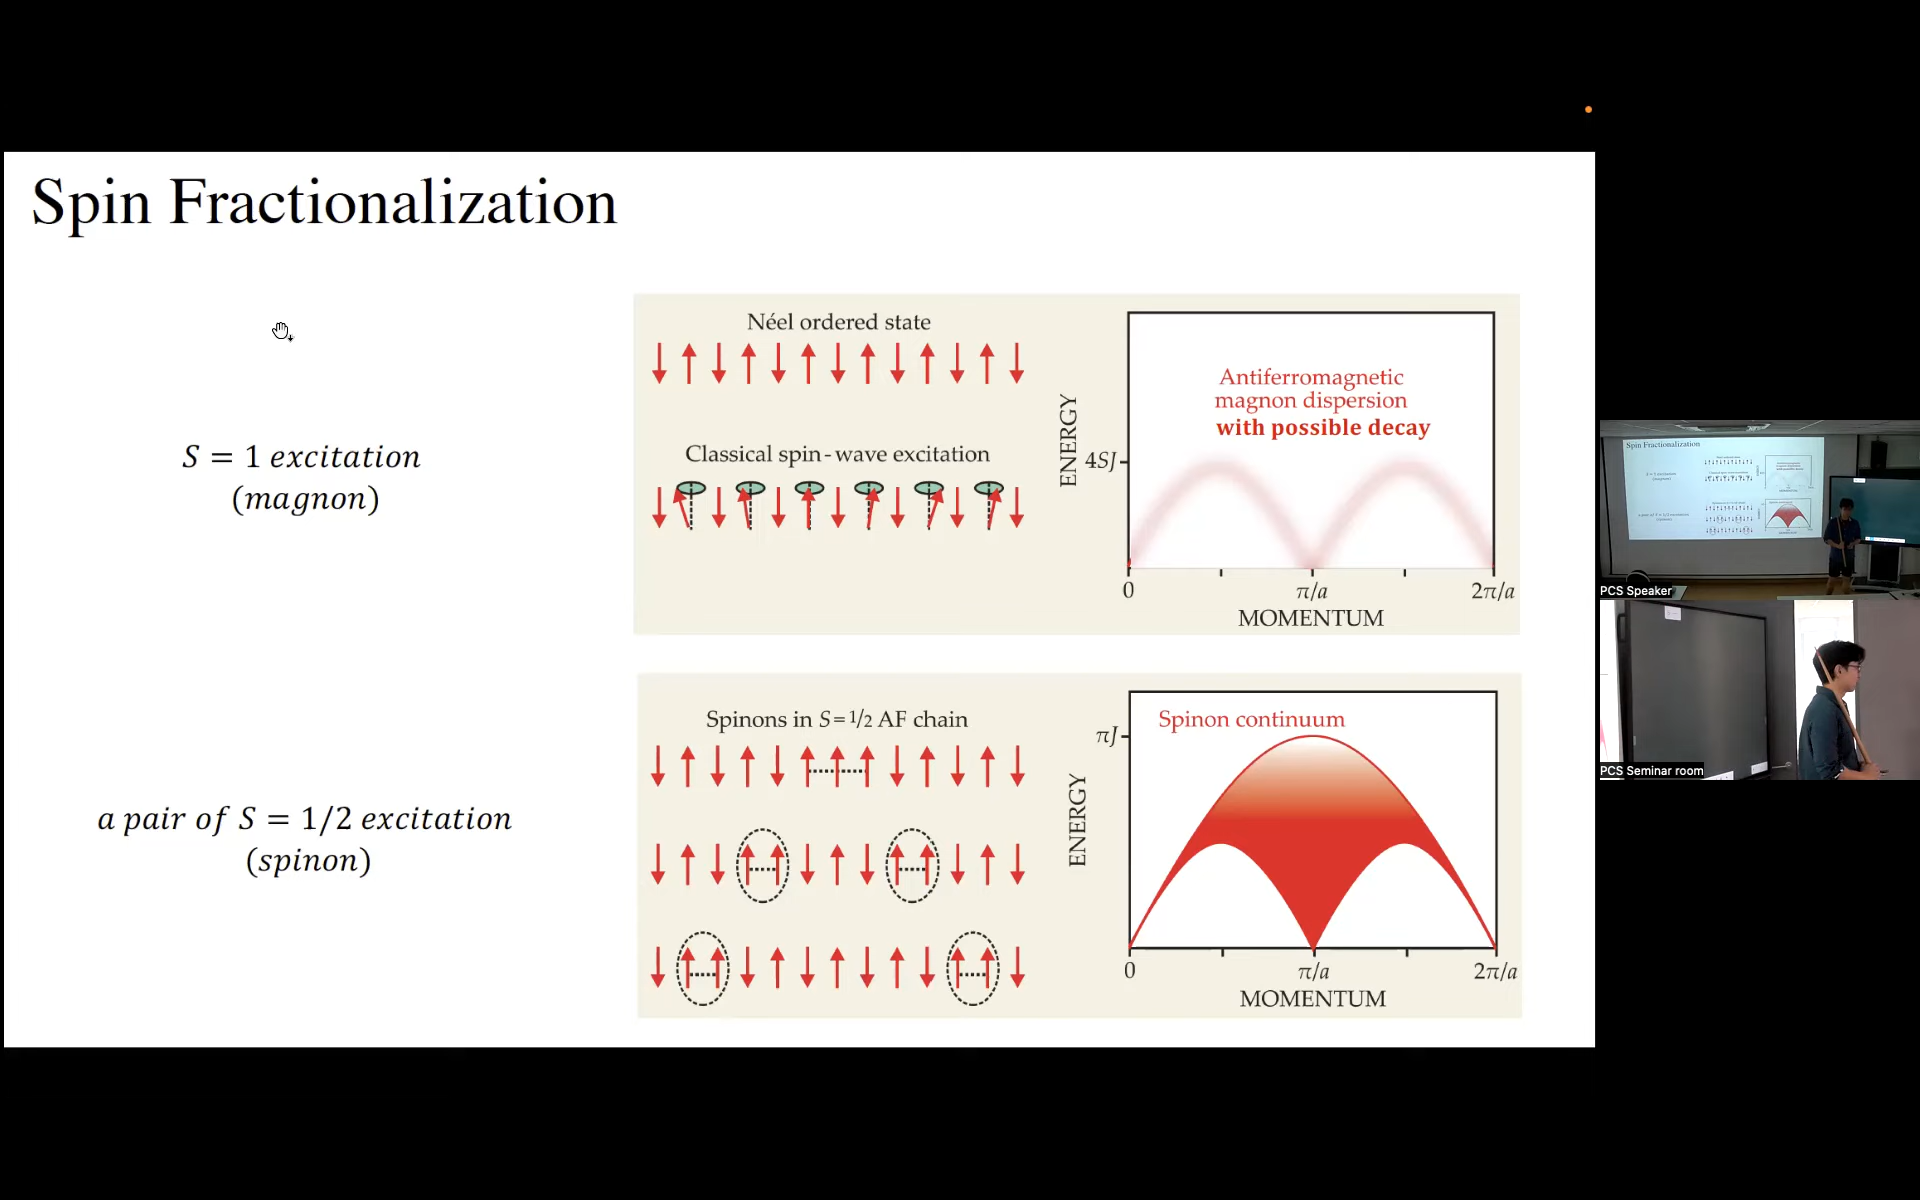 Spin Fractionalization
S = 1 excitation
(magnon)
Néel ordered state
Classical spin-wave excitation
ENERGY
4SJ
Antiferromagnetic
magnon dispersion
with possible decay
0
π/a
2π/a
MOMENTUM
a pair of S = 1/2 excitation
(spinon)
Spinons in S=1/2 AF chain
ENERGY
πJ
Spinon continuum
0
π/a
2π/a
MOMENTUM
Spin Fractionalization
PCS Speaker
PCS Seminar room